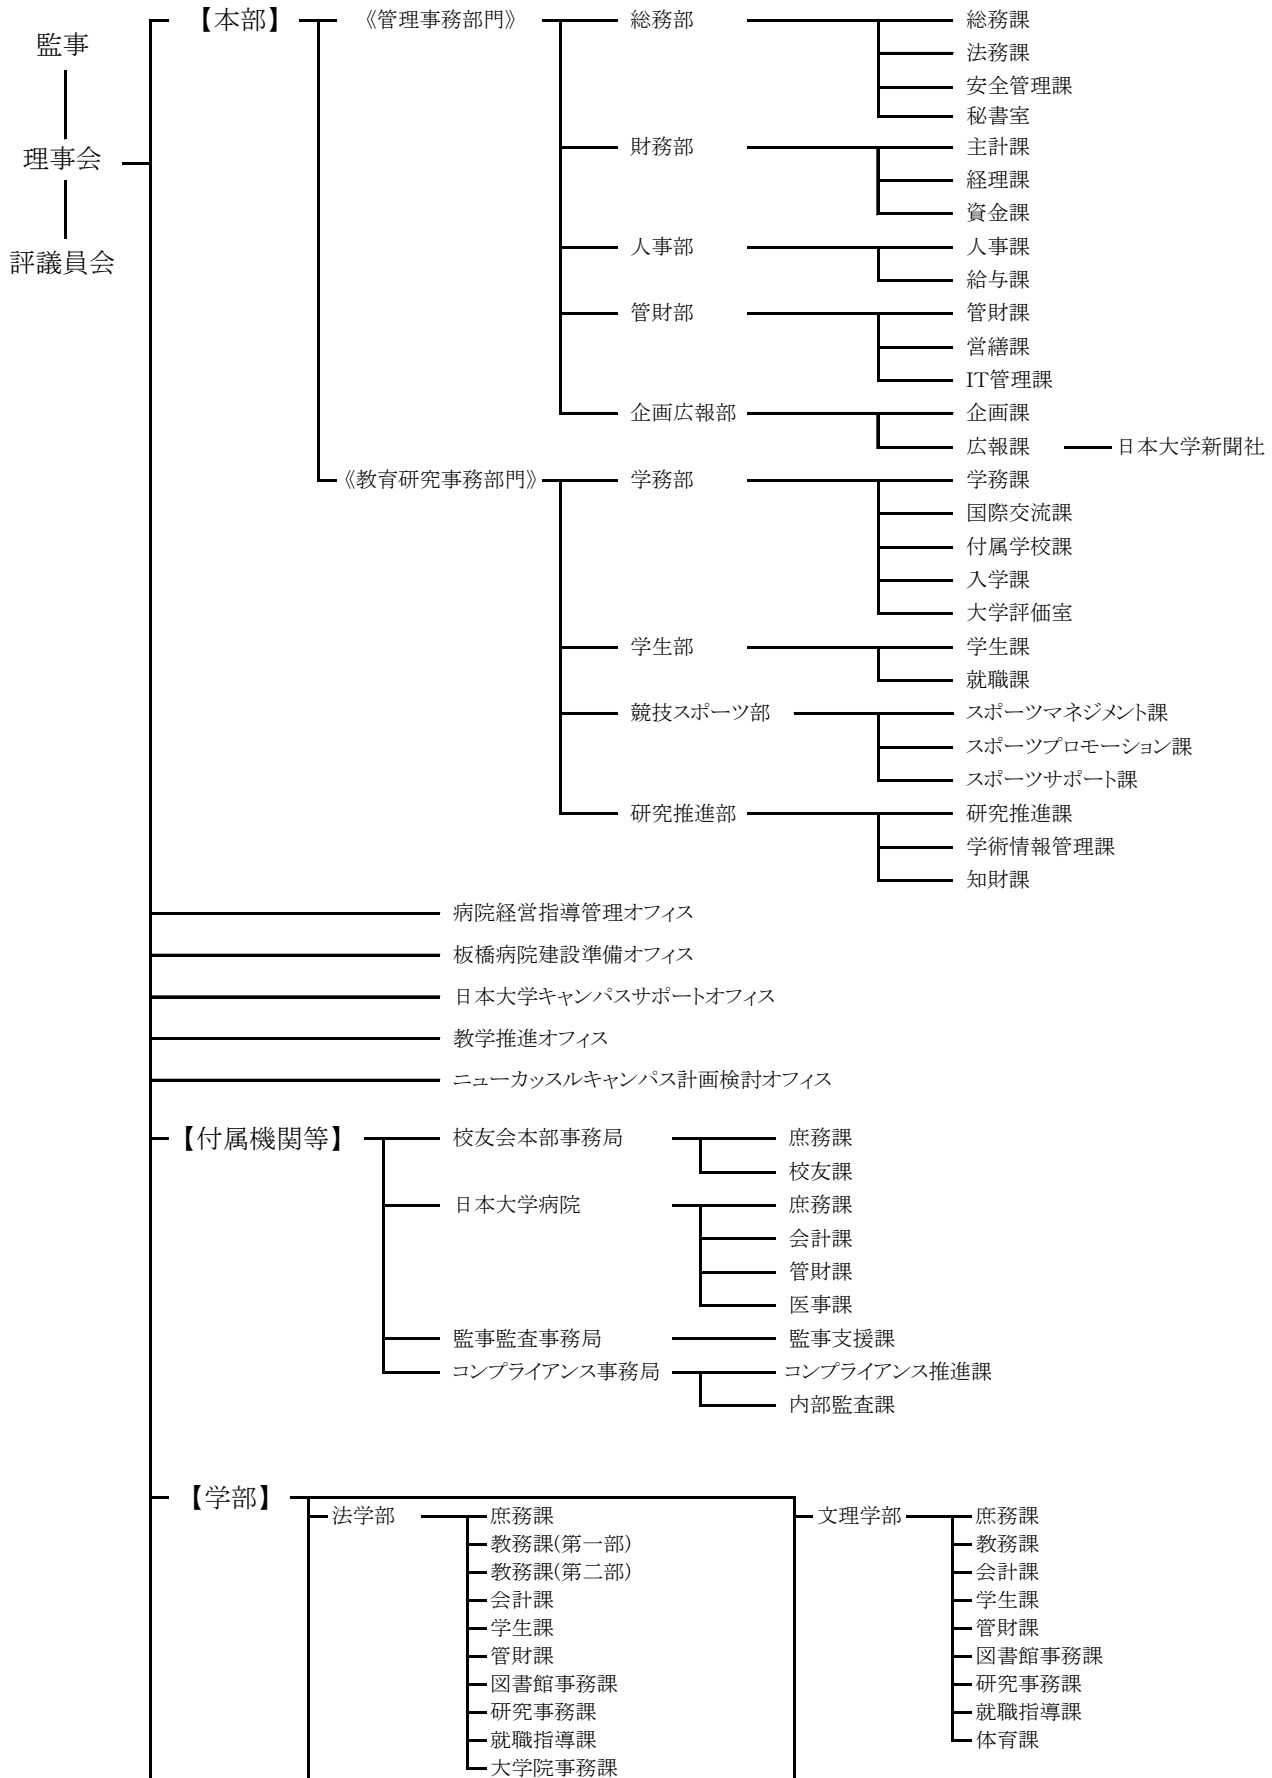 監事
理事会
評議員会
【本部】
《管理事務部門》
総務部
総務課
法務課
安全管理課
秘書室
財務部
主計課
経理課
資金課
人事部
人事課
給与課
管財部
管財課
営繕課
IT管理課
企画広報部
企画課
広報課
日本大学新聞社
《教育研究事務部門》
学務部
学務課
国際交流課
付属学校課
入学課
大学評価室
学生部
学生課
就職課
競技スポーツ部
スポーツマネジメント課
スポーツプロモーション課
スポーツサポート課
研究推進部
研究推進課
学術情報管理課
知財課
病院経営指導管理オフィス
板橋病院建設準備オフィス
日本大学キャンパスサポートオフィス
教学推進オフィス
ニューカッスルキャンパス計画検討オフィス
【付属機関等】
校友会本部事務局
庶務課
校友課
日本大学病院
庶務課
会計課
管財課
医事課
監事監査事務局
監事支援課
コンプライアンス事務局
コンプライアンス推進課
内部監査課
【学部】
法学部
庶務課
教務課(第一部)
教務課(第二部)
会計課
学生課
管財課
図書館事務課
研究事務課
就職指導課
大学院事務課
文理学部
庶務課
教務課
会計課
学生課
管財課
図書館事務課
研究事務課
就職指導課
体育課